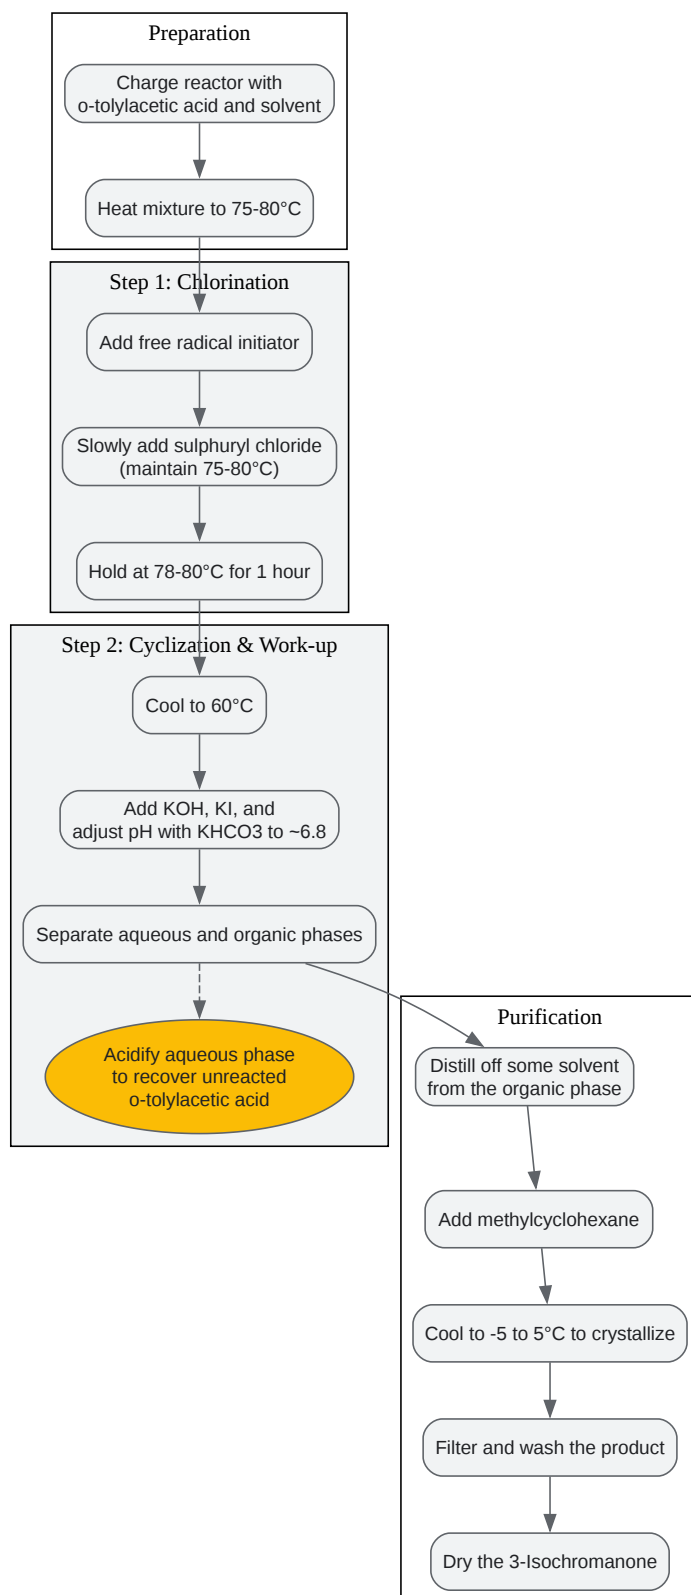 Preparation
Charge reactor with
o-tolylacetic acid and solvent
Heat mixture to 75-80°C
Step 1: Chlorination
Add free radical initiator
Slowly add sulphuryl chloride
(maintain 75-80°C)
Hold at 78-80°C for 1 hour
Step 2: Cyclization & Work-up
Cool to 60°C
Add KOH, KI, and
adjust pH with KHCO3 to ~6.8
Separate aqueous and organic phases
Acidify aqueous phase
to recover unreacted
o-tolylacetic acid
Purification
Distill off some solvent
from the organic phase
Add methylcyclohexane
Cool to -5 to 5°C to crystallize
Filter and wash the product
Dry the 3-Isochromanone